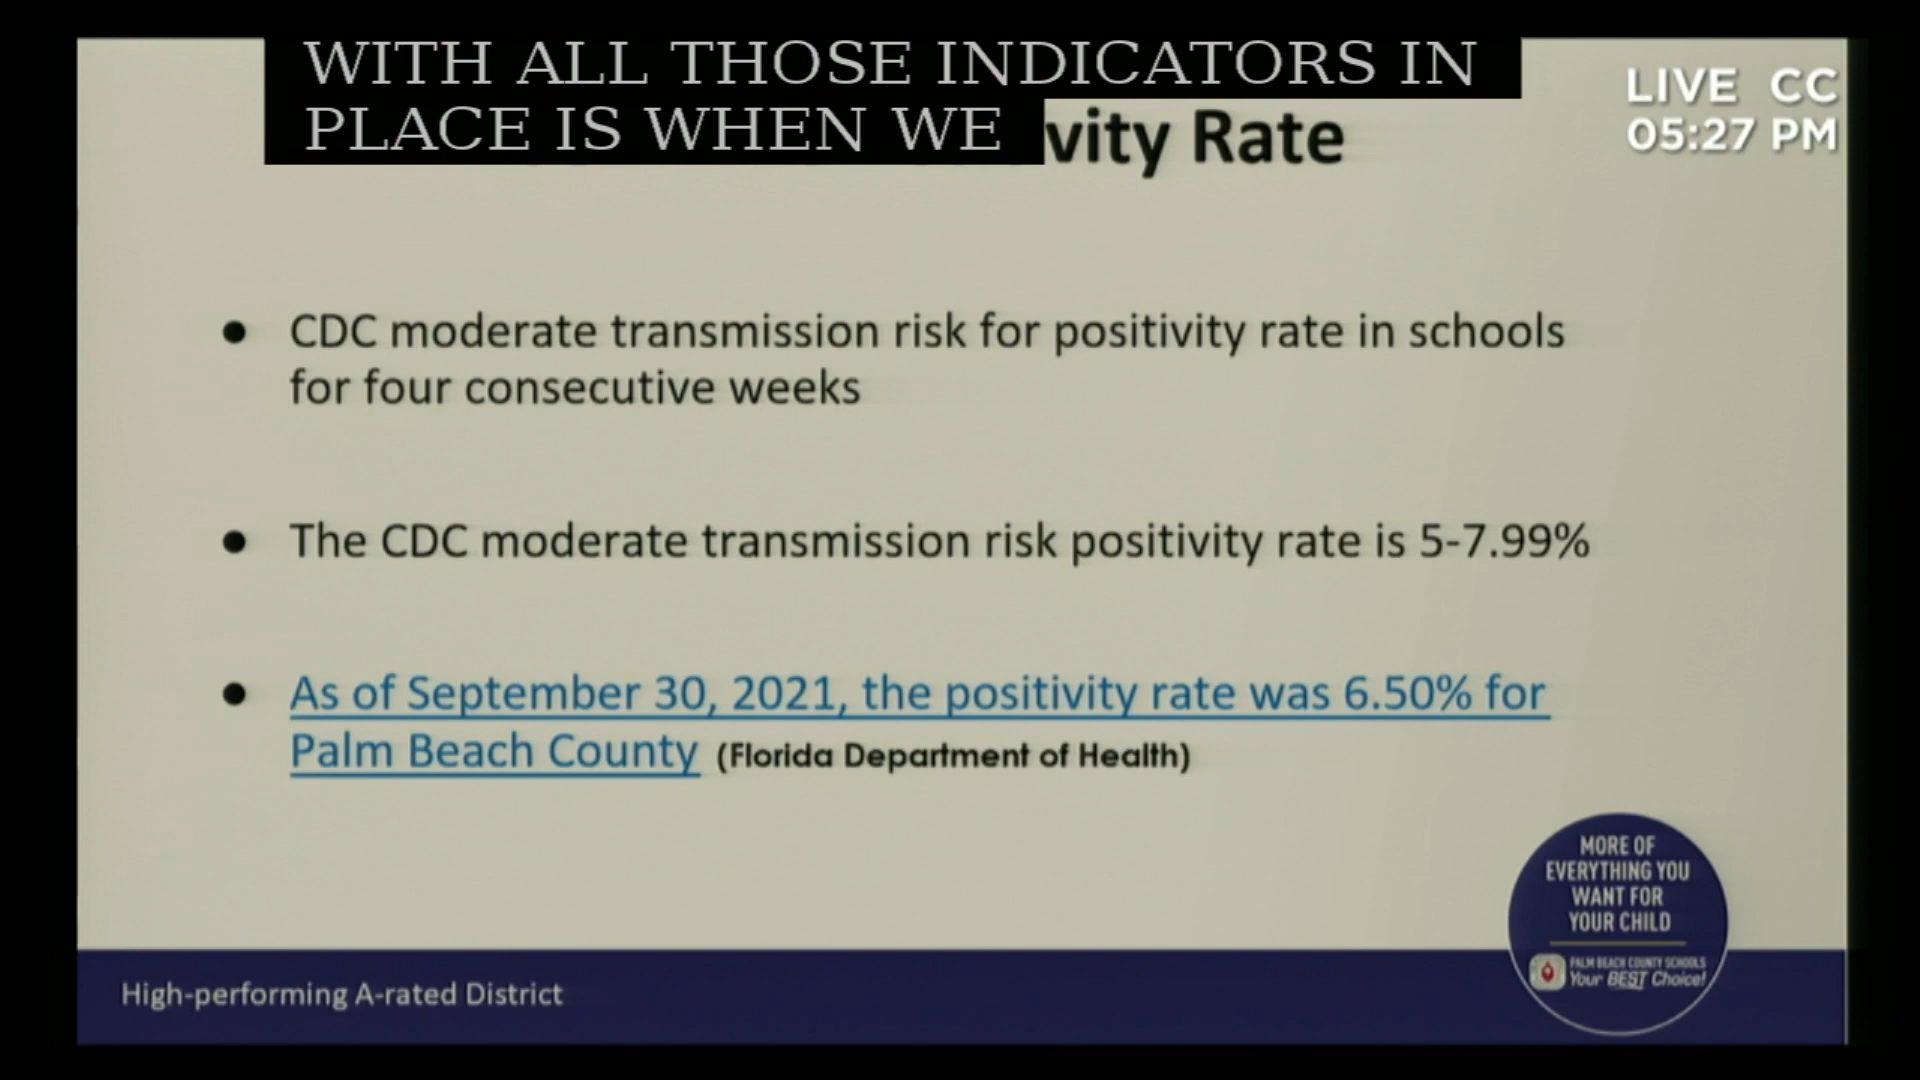 WITH ALL THOSE INDICATORS IN
PLACE IS WHEN WE
vity Rate
LIVE CC
05:27 PM
● CDC moderate transmission risk for positivity rate in schools
for four consecutive weeks
● The CDC moderate transmission risk positivity rate is 5-7.99%
● As of September 30, 2021, the positivity rate was 6.50% for
Palm Beach County (Florida Department of Health)
MORE OF
EVERYTHING YOU
WANT FOR
YOUR CHILD
PALM BEACH COUNTY SCHOOLS
Your BEST Choice!
High-performing A-rated District